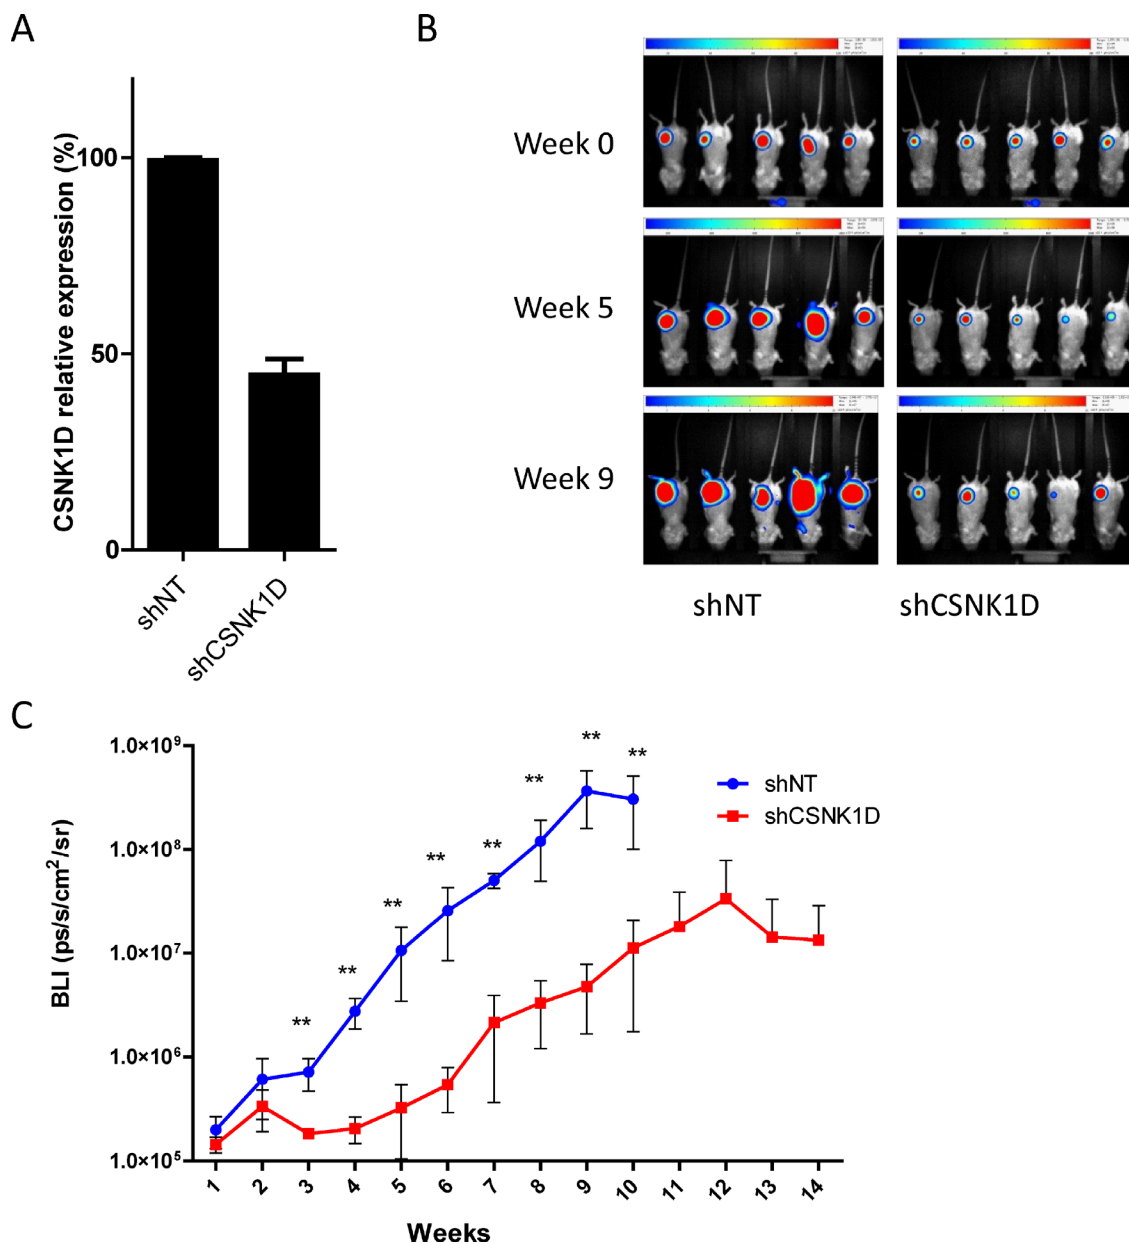 A
B
CSNK1D relative expression (%)
100
50
0
shNT
shCSNK1D
Week 0
Week 5
Week 9
shNT
shCSNK1D
C
BLI (ps/s/cm²/sr)
1.0×10⁹
1.0×10⁸
1.0×10⁷
1.0×10⁶
1.0×10⁵
** ** ** ** ** ** ** **
shNT
shCSNK1D
1 2 3 4 5 6 7 8 9 10 11 12 13 14
Weeks